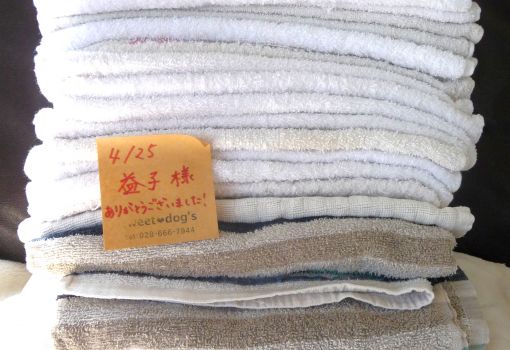 4/25
益子様
ありがとうございました!
weet♥dog's
tel:028-666-7844